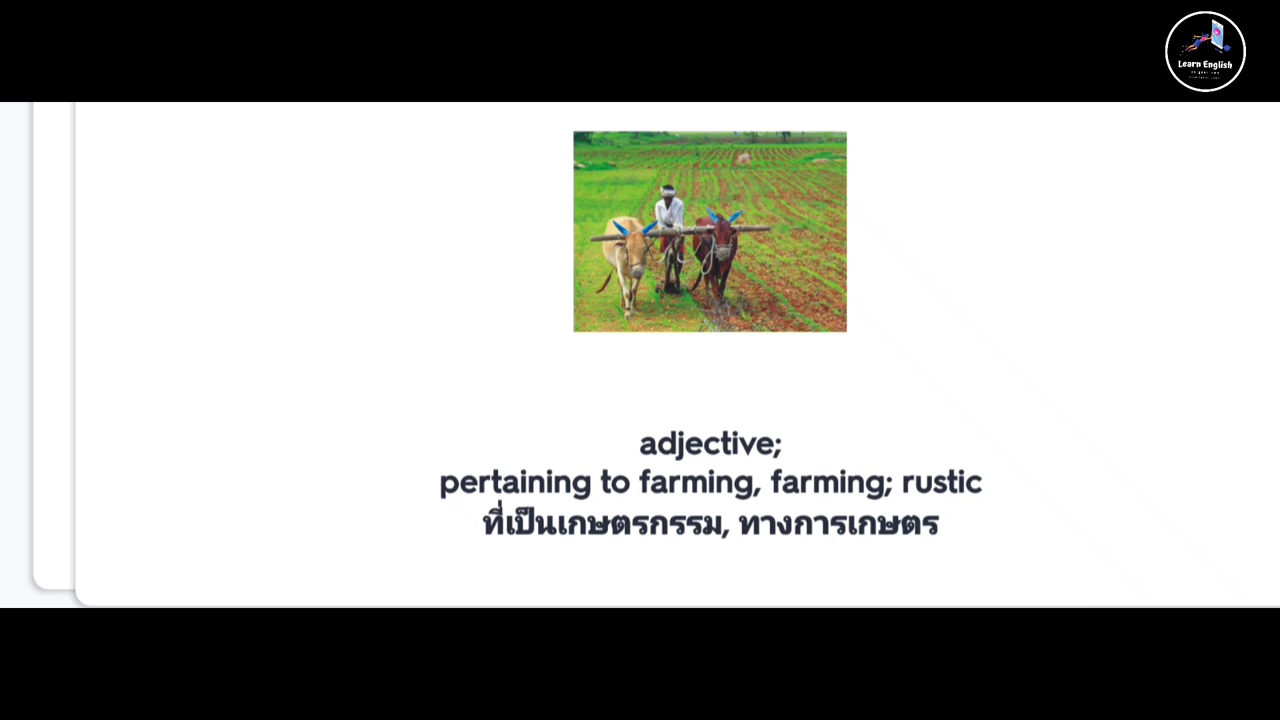 Learn English
adjective;
pertaining to farming, farming; rustic
ที่เป็นเกษตรกรรม, ทางการเกษตร